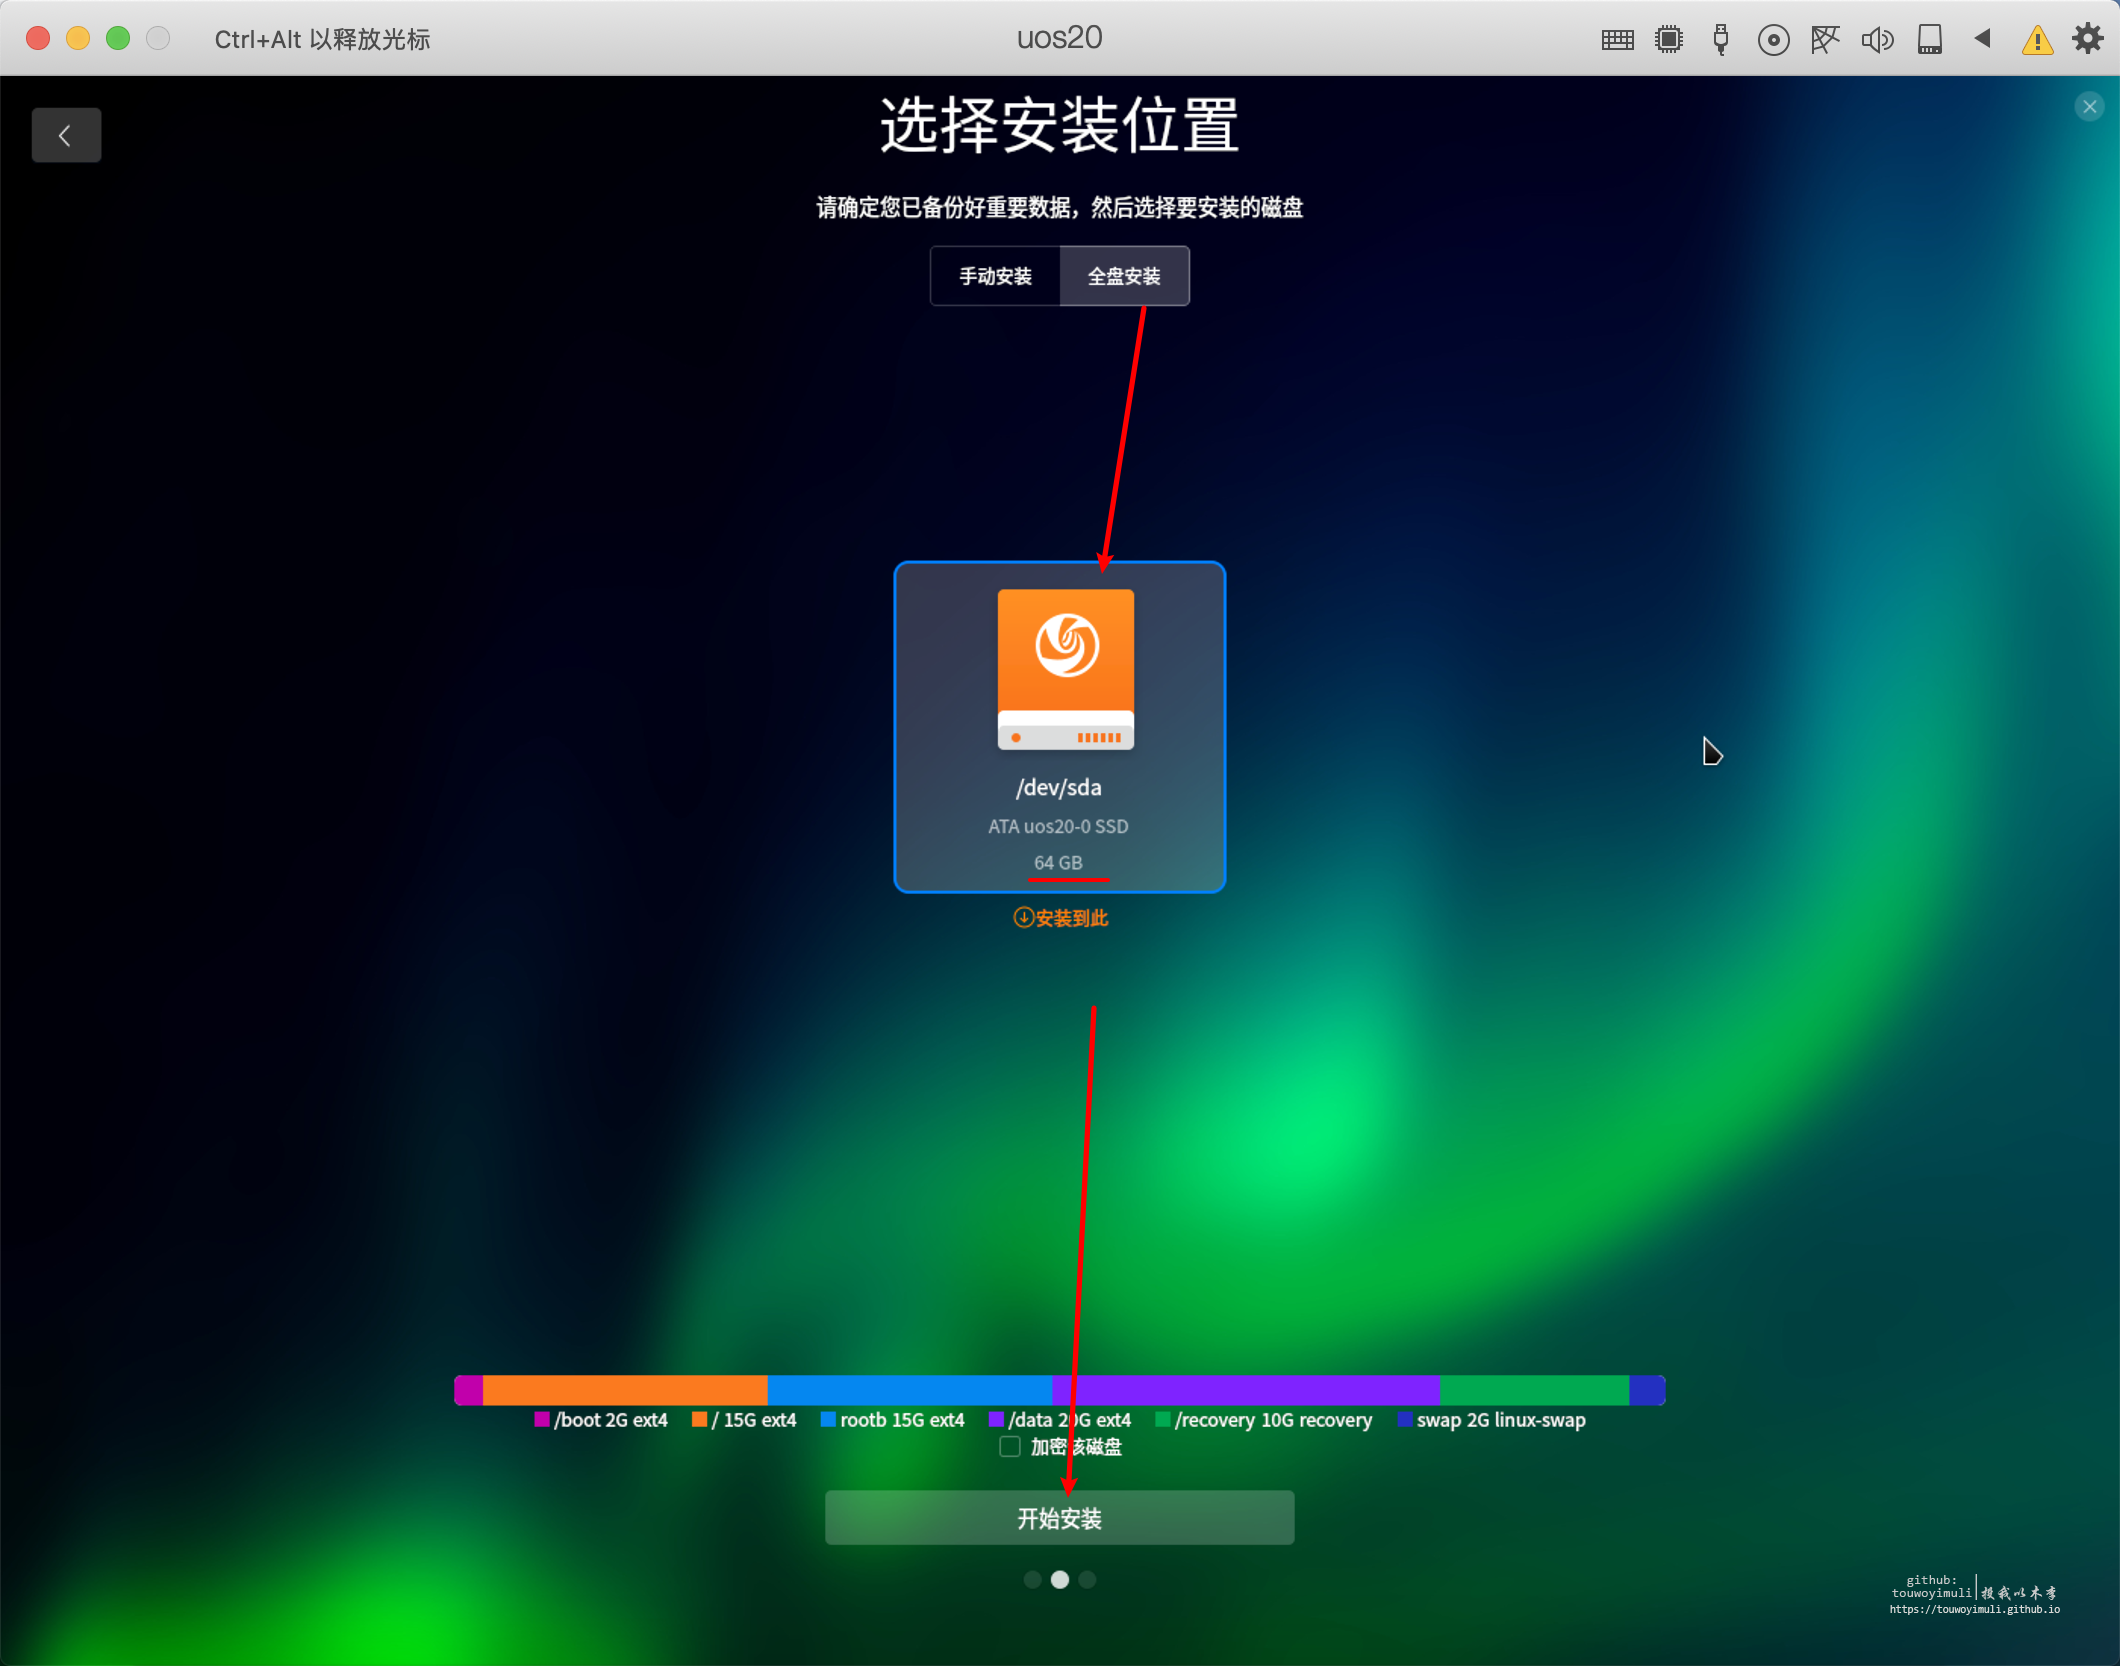 Ctrl+Alt 以释放光标
uos20
选择安装位置
请确定您已备份好重要数据，然后选择要安装的磁盘
手动安装
全盘安装
/dev/sda
ATA uos20-0 SSD
64 GB
安装到此
/boot 2G ext4
/ 15G ext4
rootb 15G ext4
/data 20G ext4
/recovery 10G recovery
swap 2G linux-swap
加密该磁盘
开始安装
github:
touwoyimuli
投我以木李
https://touwoyimuli.github.io